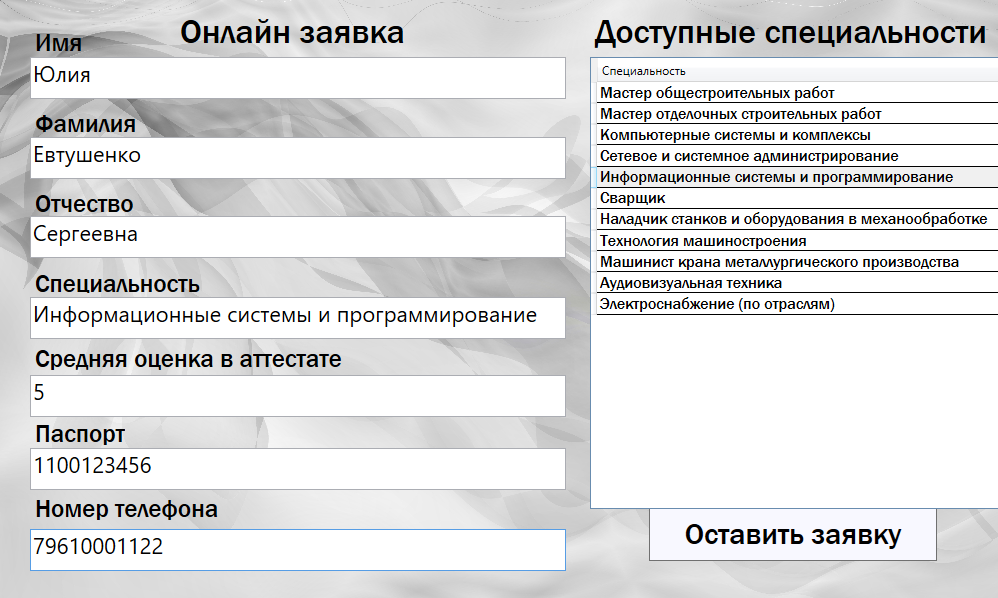 Онлайн заявка
Имя
Юлия
Фамилия
Евтушенко
Отчество
Сергеевна
Специальность
Информационные системы и программирование
Средняя оценка в аттестате
5
Паспорт
1100123456
Номер телефона
79610001122
Доступные специальности
Специальность
Мастер общестроительных работ
Мастер отделочных строительных работ
Компьютерные системы и комплексы
Сетевое и системное администрирование
Информационные системы и программирование
Сварщик
Наладчик станков и оборудования в механообработке
Технология машиностроения
Машинист крана металлургического производства
Аудиовизуальная техника
Электроснабжение (по отраслям)
Оставить заявку